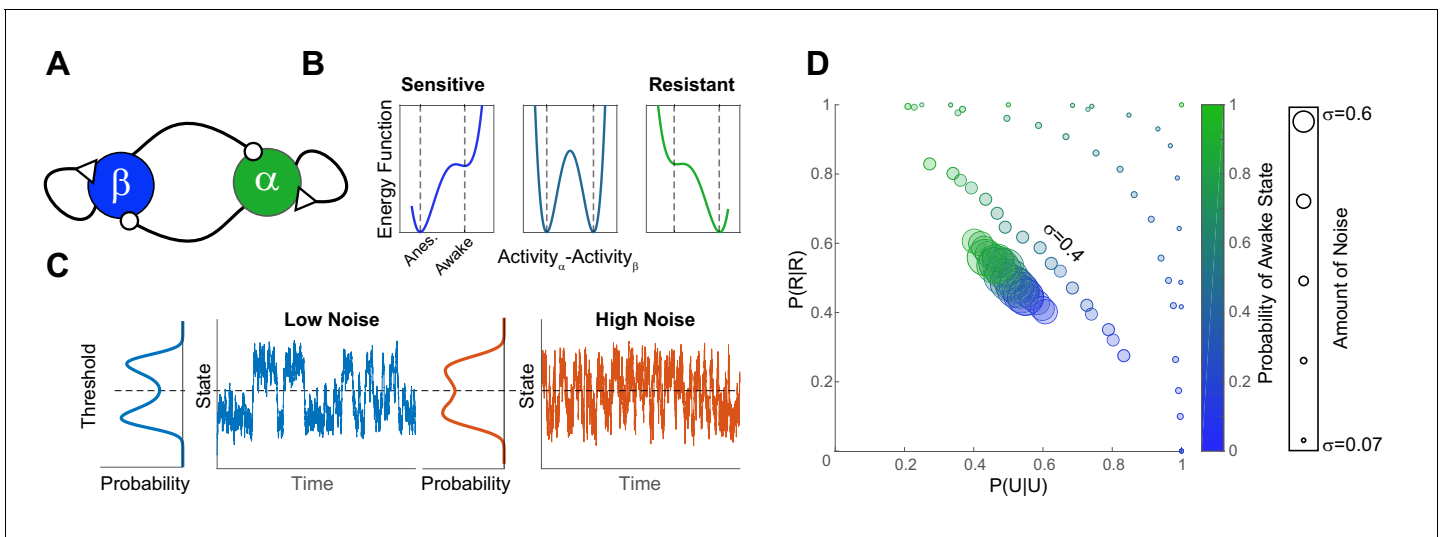 A
β
α
B
Sensitive
Resistant
Energy Function
Anes.
Awake
Activityα-Activityβ
C
Low Noise
High Noise
Threshold
State
State
Probability
Time
Probability
Time
D
P(R|R)
1
0.8
0.6
0.4
0.2
0
0.2
0.4
0.6
0.8
1
P(U|U)
σ=0.4
1
0.8
0.6
0.4
0.2
0
Probability of Awake State
σ=0.6
Amount of Noise
σ=0.07